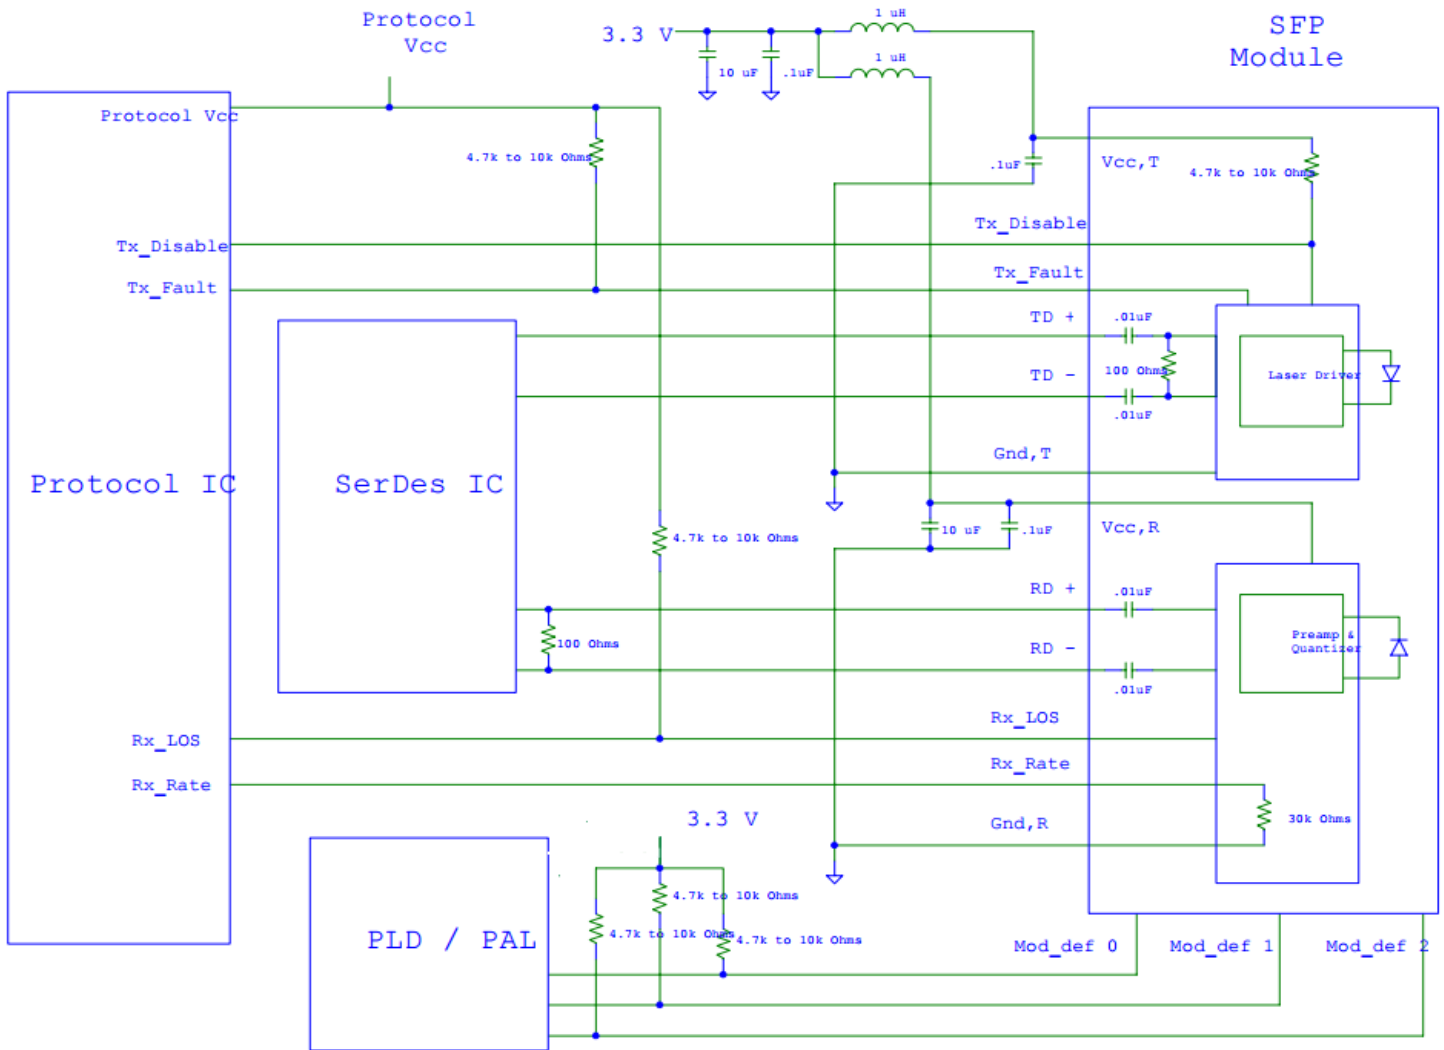 Protocol
Vcc
3.3 V
1 uH
1 uH
10 uF
.1uF
SFP
Module
Protocol Vcc
4.7k to 10k Ohms
.1uF
Vcc,T
4.7k to 10k Ohms
Tx_Disable
Tx_Disable
Tx_Fault
Tx_Fault
TD +
.01uF
TD -
100 Ohms
.01uF
Laser Driver
Gnd,T
Protocol IC
SerDes IC
4.7k to 10k Ohms
10 uF
.1uF
Vcc,R
RD +
.01uF
100 Ohms
RD -
.01uF
Preamp &
Quantizer
Rx_LOS
Rx_LOS
Rx_Rate
Rx_Rate
3.3 V
Gnd,R
30k Ohms
4.7k to 10k Ohms
4.7k to 10k Ohms
4.7k to 10k Ohms
PLD / PAL
Mod_def 0
Mod_def 1
Mod_def 2